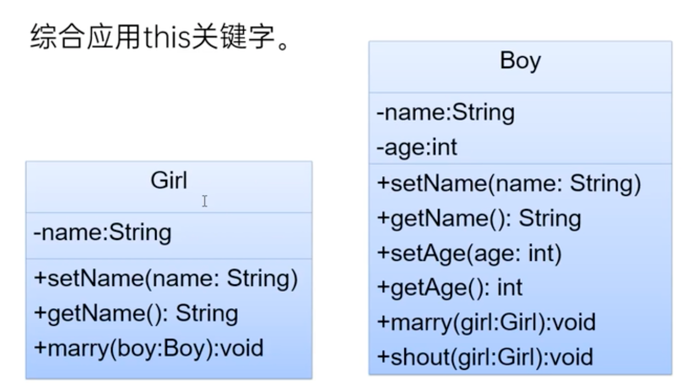 综合应用this关键字。
Girl
-name:String
+setName(name: String)
+getName(): String
+marry(boy:Boy):void
Boy
-name:String
-age:int
+setName(name: String)
+getName(): String
+setAge(age: int)
+getAge(): int
+marry(girl:Girl):void
+shout(girl:Girl):void